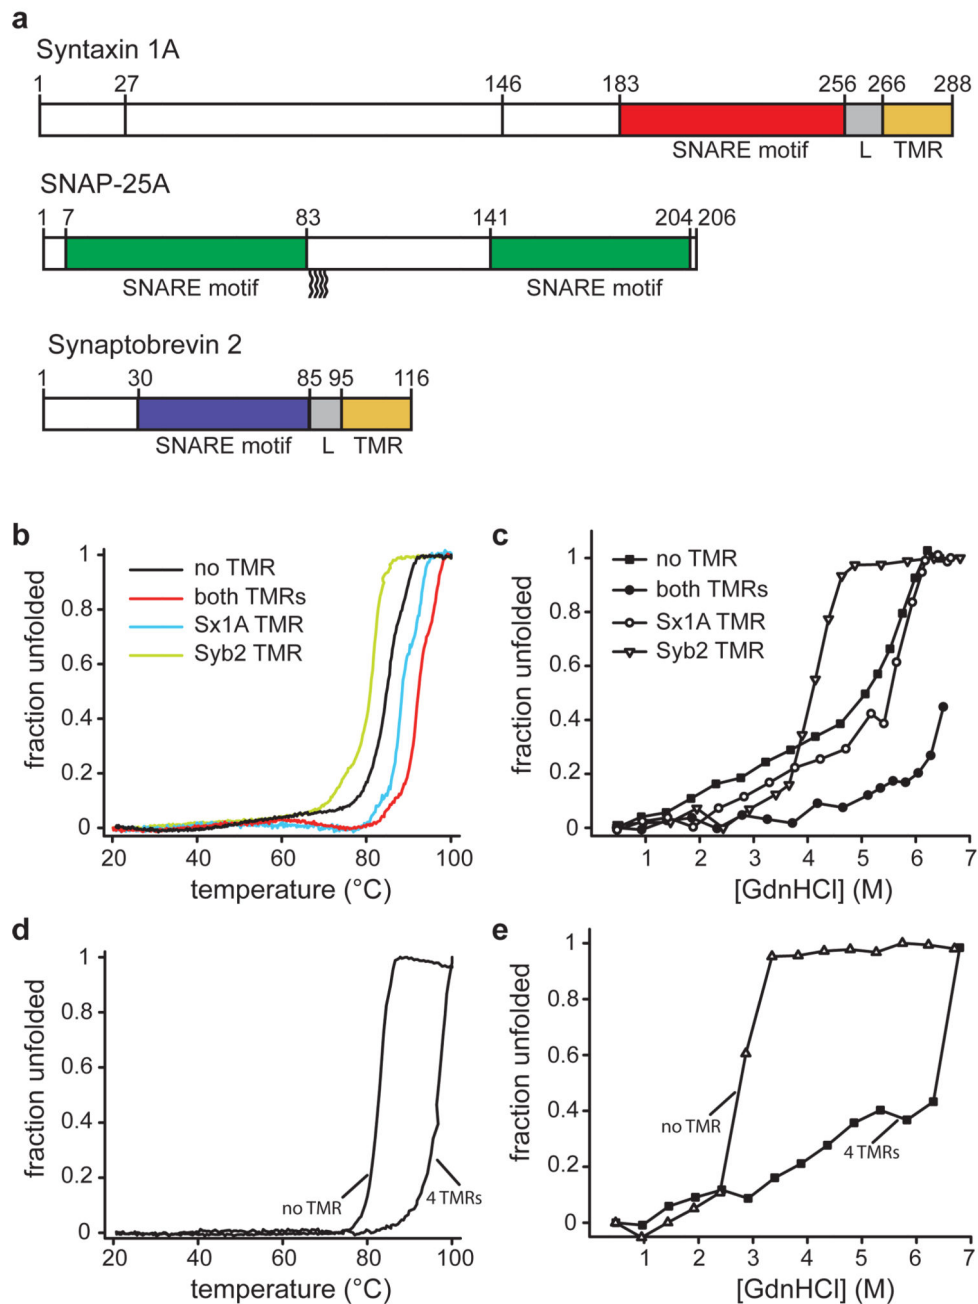 a
Syntaxin 1A
1 27 146 183 256 266 288
SNARE motif L TMR
SNAP-25A
1 7 83 141 204 206
SNARE motif SNARE motif
Synaptobrevin 2
1 30 85 95 116
SNARE motif L TMR
b
no TMR
both TMRs
Sx1A TMR
Syb2 TMR
fraction unfolded
1
0.8
0.6
0.4
0.2
0
20 40 60 80 100
temperature (°C)
c
no TMR
both TMRs
Sx1A TMR
Syb2 TMR
fraction unfolded
1
0.8
0.6
0.4
0.2
0
1 2 3 4 5 6 7
[GdnHCl] (M)
d
fraction unfolded
1
0.8
0.6
0.4
0.2
0
no TMR
4 TMRs
20 40 60 80 100
temperature (°C)
e
fraction unfolded
1
0.8
0.6
0.4
0.2
0
no TMR
4 TMRs
1 2 3 4 5 6 7
[GdnHCl] (M)